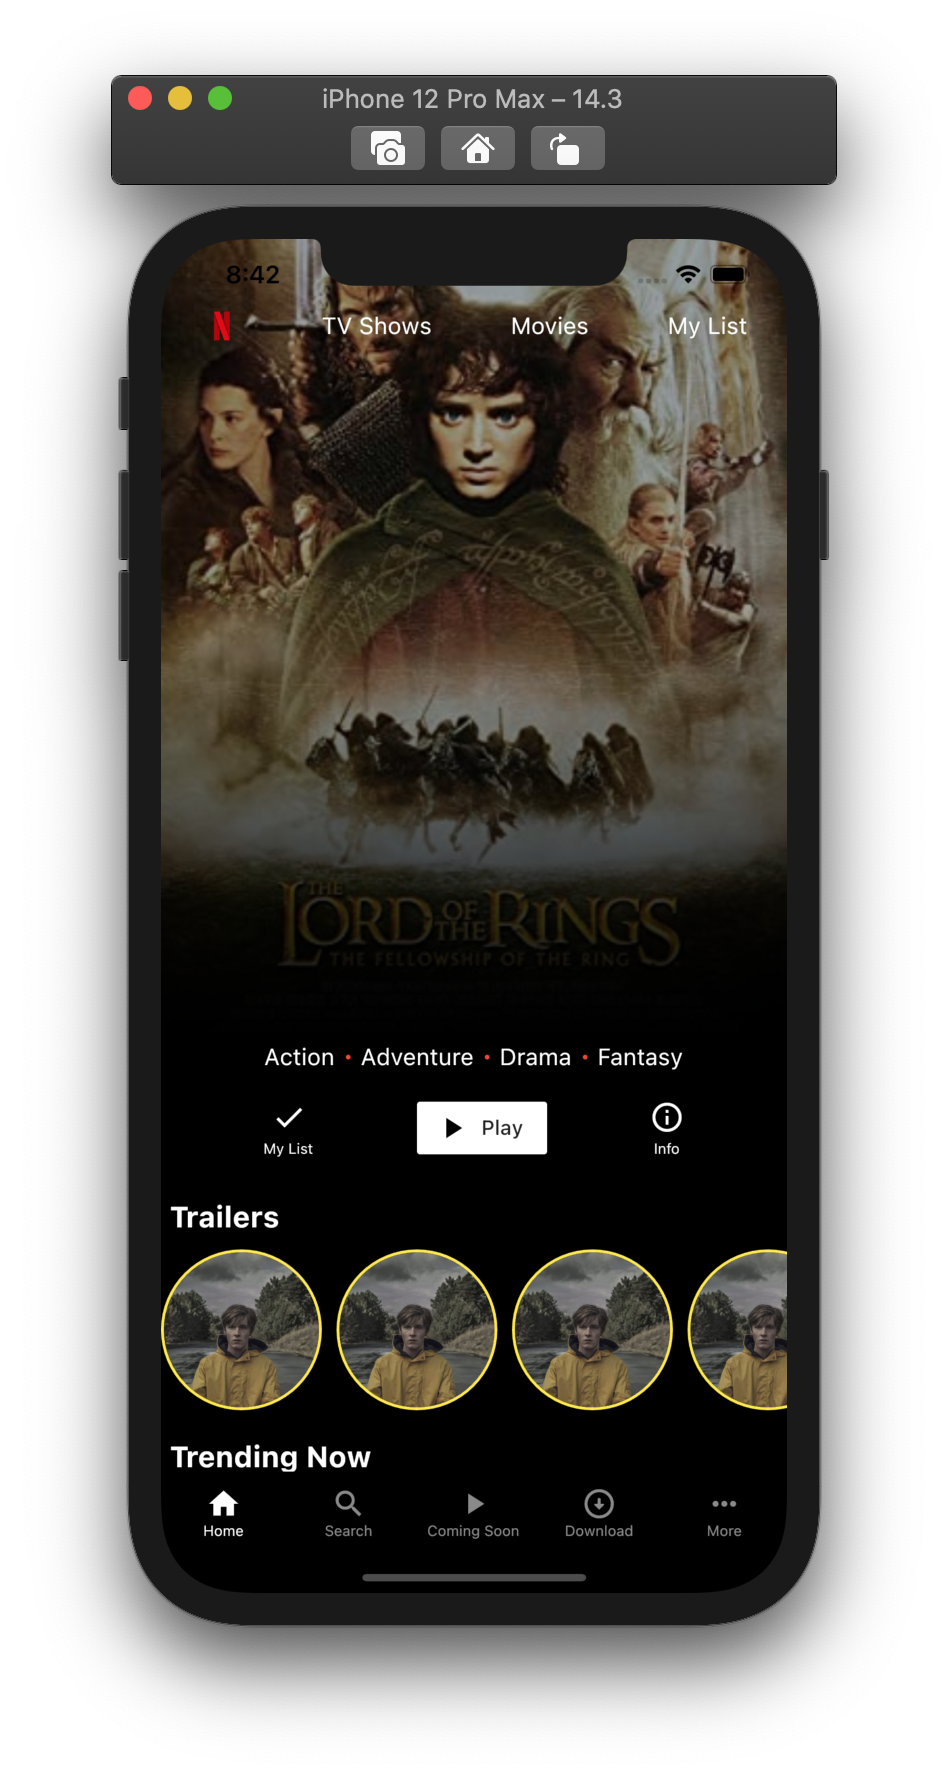 iPhone 12 Pro Max – 14.3
8:42
N TV Shows Movies My List
THE
LORD OF THE RINGS
THE FELLOWSHIP OF THE RING
Action • Adventure • Drama • Fantasy
My List Play Info
Trailers
Trending Now
Home Search Coming Soon Download More